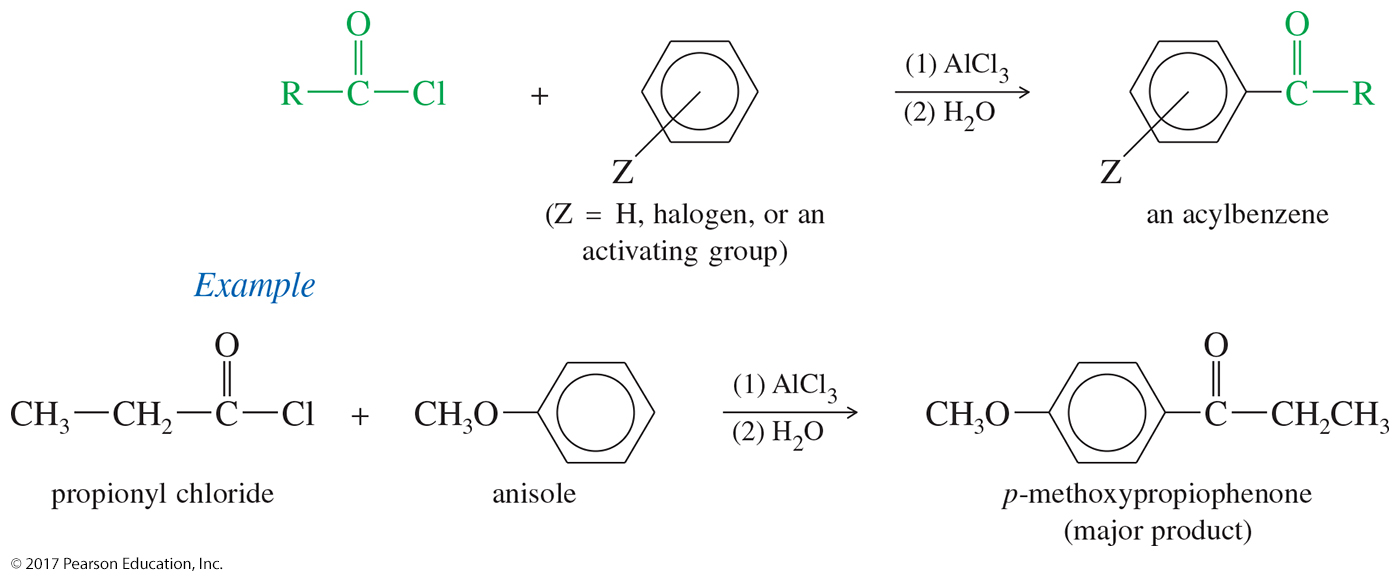 O
R—C—Cl + Z (1) AlCl₃ (2) H₂O O C—R Z
(Z = H, halogen, or an
activating group)
an acylbenzene
Example
O
CH₃—CH₂—C—Cl + CH₃O (1) AlCl₃ (2) H₂O CH₃O O C—CH₂CH₃
propionyl chloride anisole p-methoxypropiophenone
(major product)
© 2017 Pearson Education, Inc.